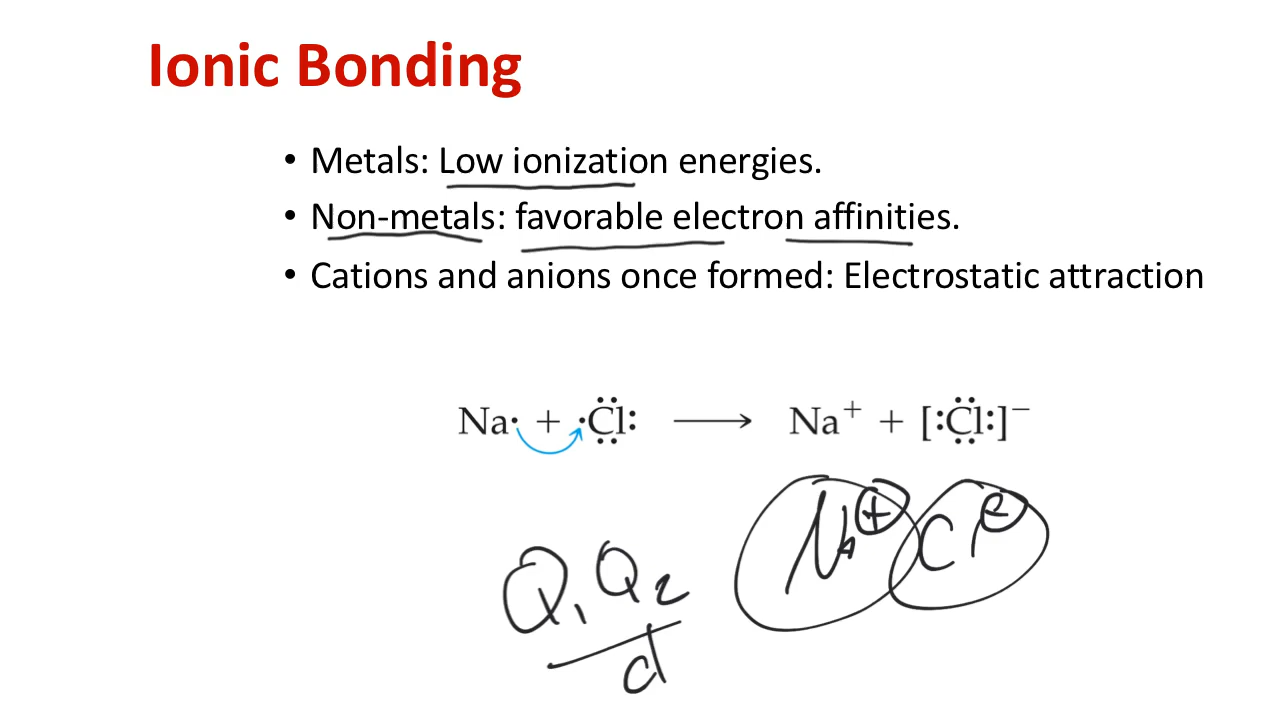 Ionic Bonding
• Metals: Low ionization energies.
• Non-metals: favorable electron affinities.
• Cations and anions once formed: Electrostatic attraction
Na· + ·Cl: ⟶ Na⁺ + [:Cl:]⁻
Na⁺ Cl⁻
Q₁Q₂
d